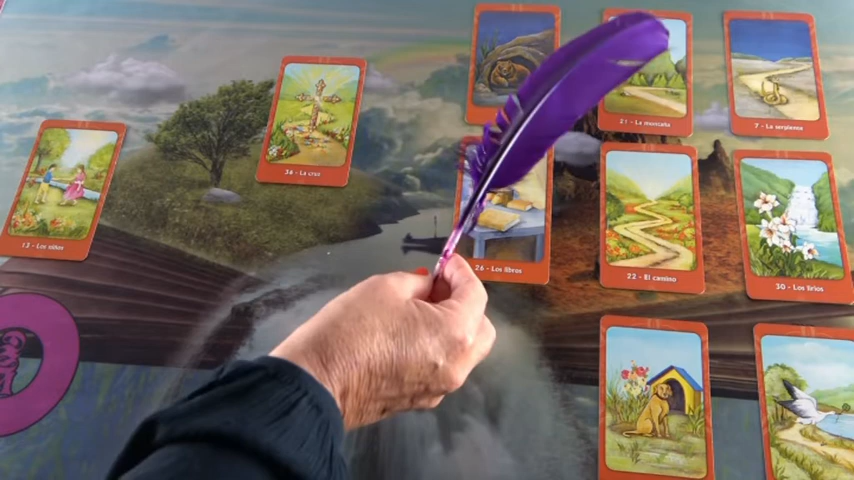 21 - La montaña
7 - La serpiente
34 - La cruz
13 - Los niños
26 - Los libros
22 - El camino
30 - Los lirios